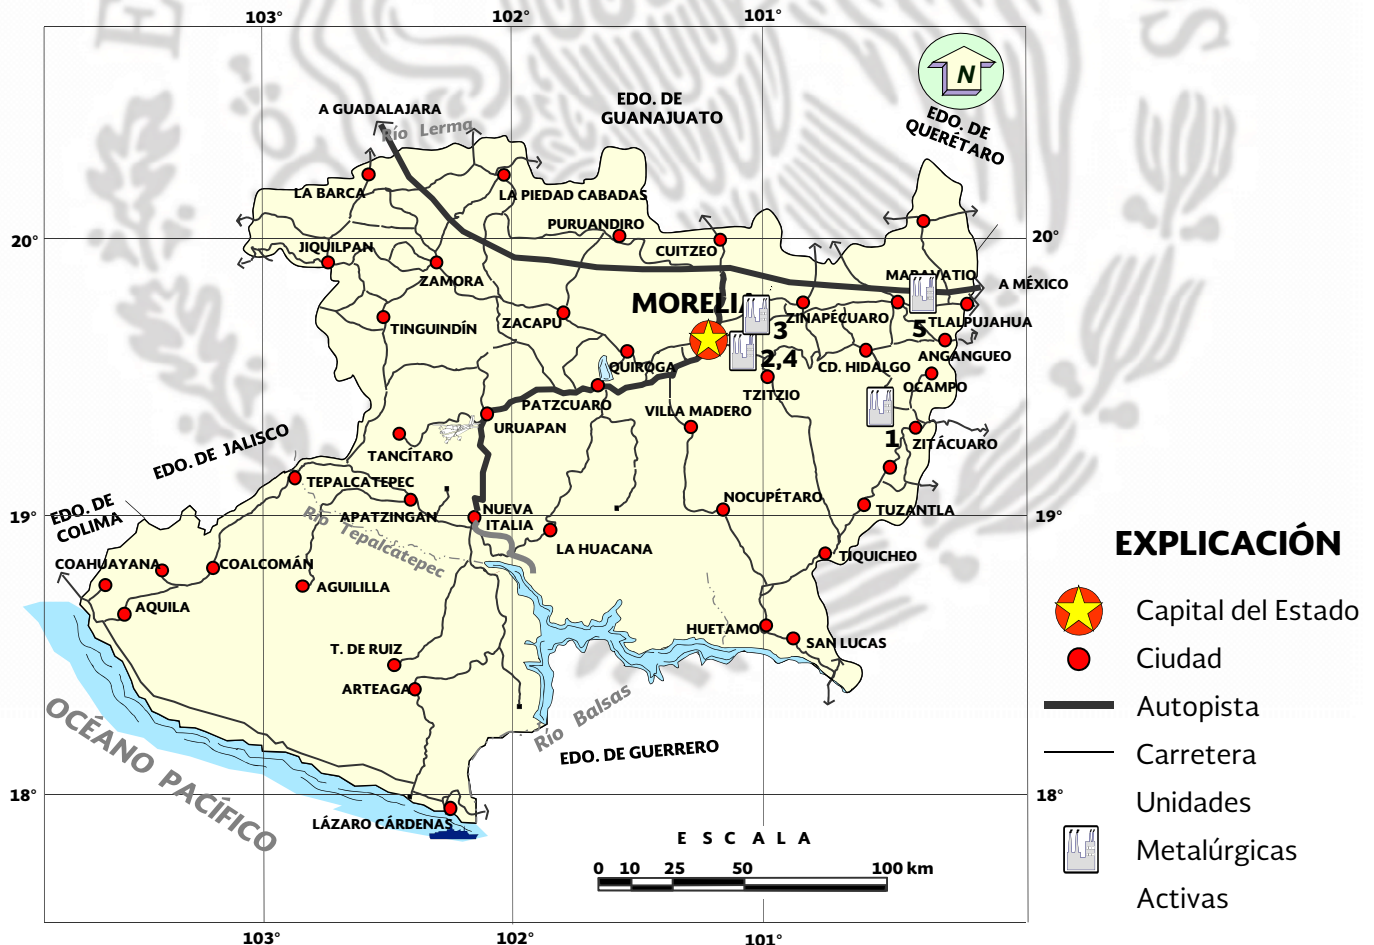 103°
102°
101°
N
EDO. DE
QUERÉTARO
A GUADALAJARA
Río Lerma
EDO. DE
GUANAJUATO
LA BARCA
LA PIEDAD CABADAS
PURUANDIRO
CUITZEO
20°
20°
JIQUILPAN
ZAMORA
MARAVATIO
A MÉXICO
MORELIA
ZINAPÉCUARO
TLALPUJAHUA
TINGUINDÍN
ZACAPU
3
5
2,4
QUIROGA
CD. HIDALGO
ANGANGUEO
OCAMPO
TZITZIO
PATZCUARO
VILLA MADERO
URUAPAN
1
ZITÁCUARO
TANCÍTARO
EDO. DE JALISCO
TEPALCATEPEC
NOCUPÉTARO
EDO. DE
COLIMA
Río Tepalcatepec
APATZINGÁN
NUEVA
ITALIA
TUZANTLA
19°
LA HUACANA
TIQUICHEO
COAHUAYANA
COALCOMÁN
AGUILILLA
AQUILA
HUETAMO
SAN LUCAS
T. DE RUIZ
ARTEAGA
Río Balsas
EDO. DE GUERRERO
OCÉANO PACÍFICO
18°
18°
LÁZARO CÁRDENAS
E S C A L A
0 10 25 50 100 km
103°
102°
101°
EXPLICACIÓN
Capital del Estado
Ciudad
Autopista
Carretera
Unidades
Metalúrgicas
Activas
19°